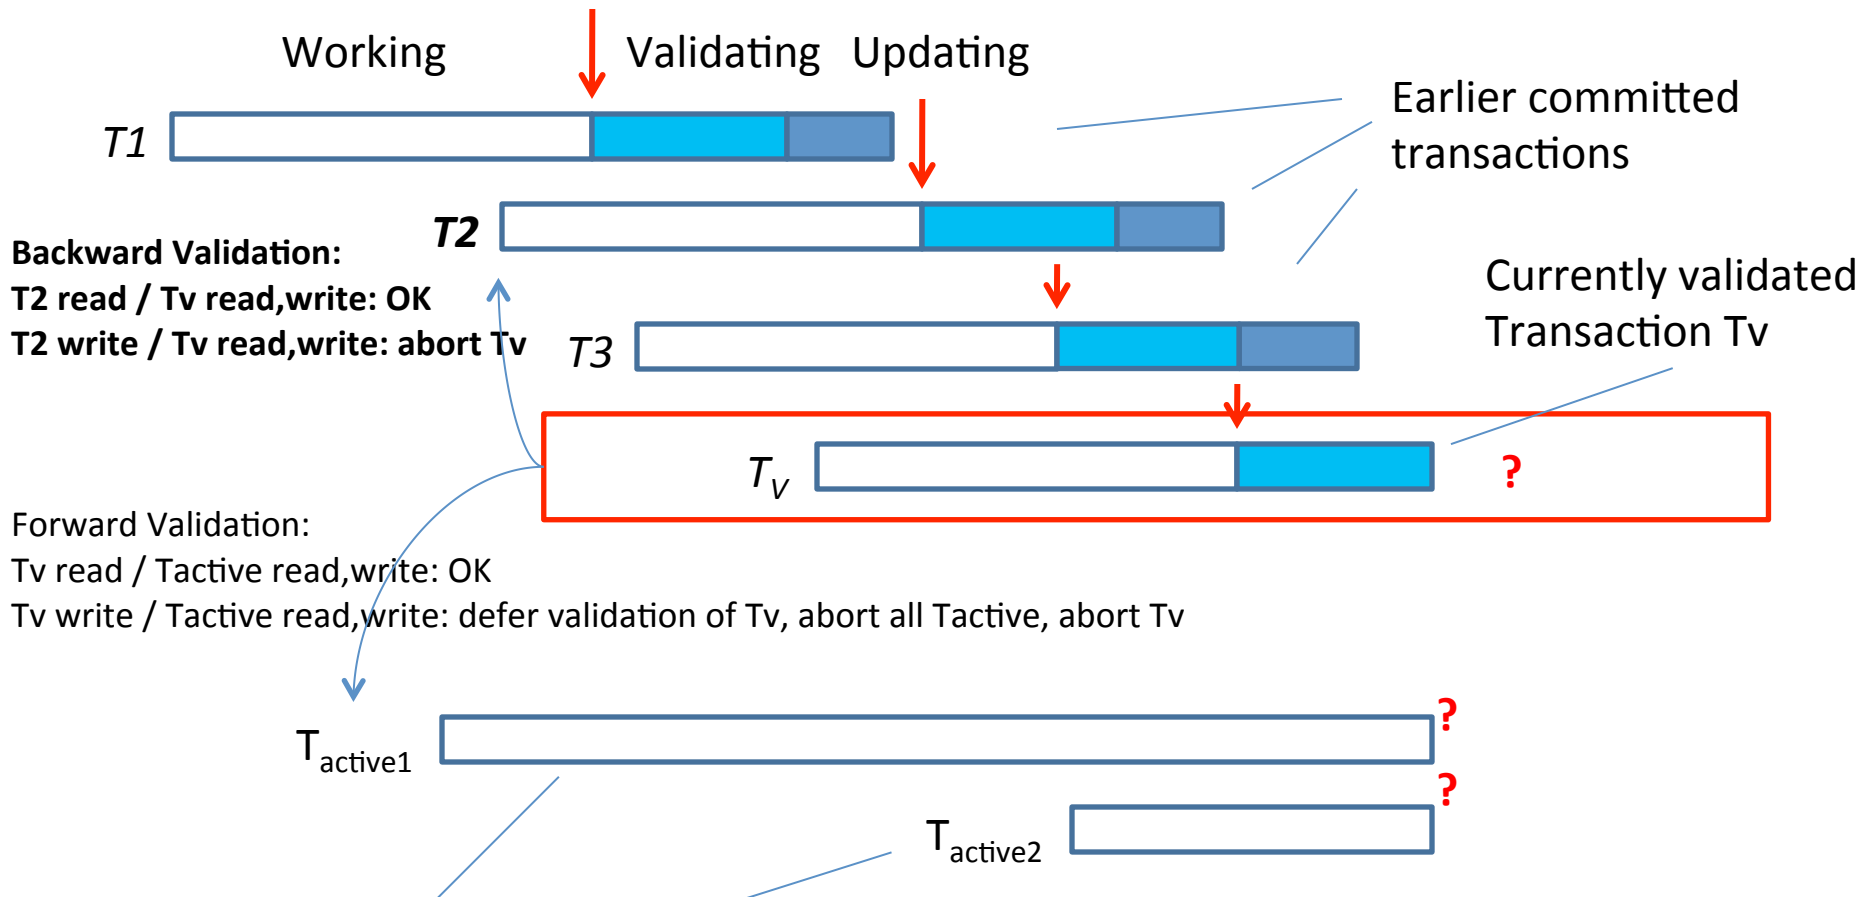 Working Validating Updating
Earlier committed
transactions
T1
T2
Backward Validation:
T2 read / Tv read,write: OK
T2 write / Tv read,write: abort Tv
Currently validated
Transaction Tv
T3
TV
?
Forward Validation:
Tv read / Tactive read,write: OK
Tv write / Tactive read,write: defer validation of Tv, abort all Tactive, abort Tv
?
Tactive1
?
Tactive2